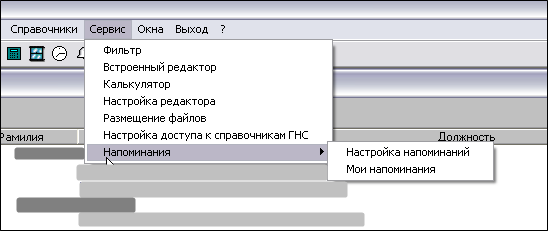 Справочники Сервис Окна Выход ?
Фильтр
Встроенный редактор
Калькулятор
Настройка редактора
Размещение файлов
Настройка доступа к справочникам ГНС
Рамилия Должность
Напоминания
Настройка напоминаний
Мои напоминания